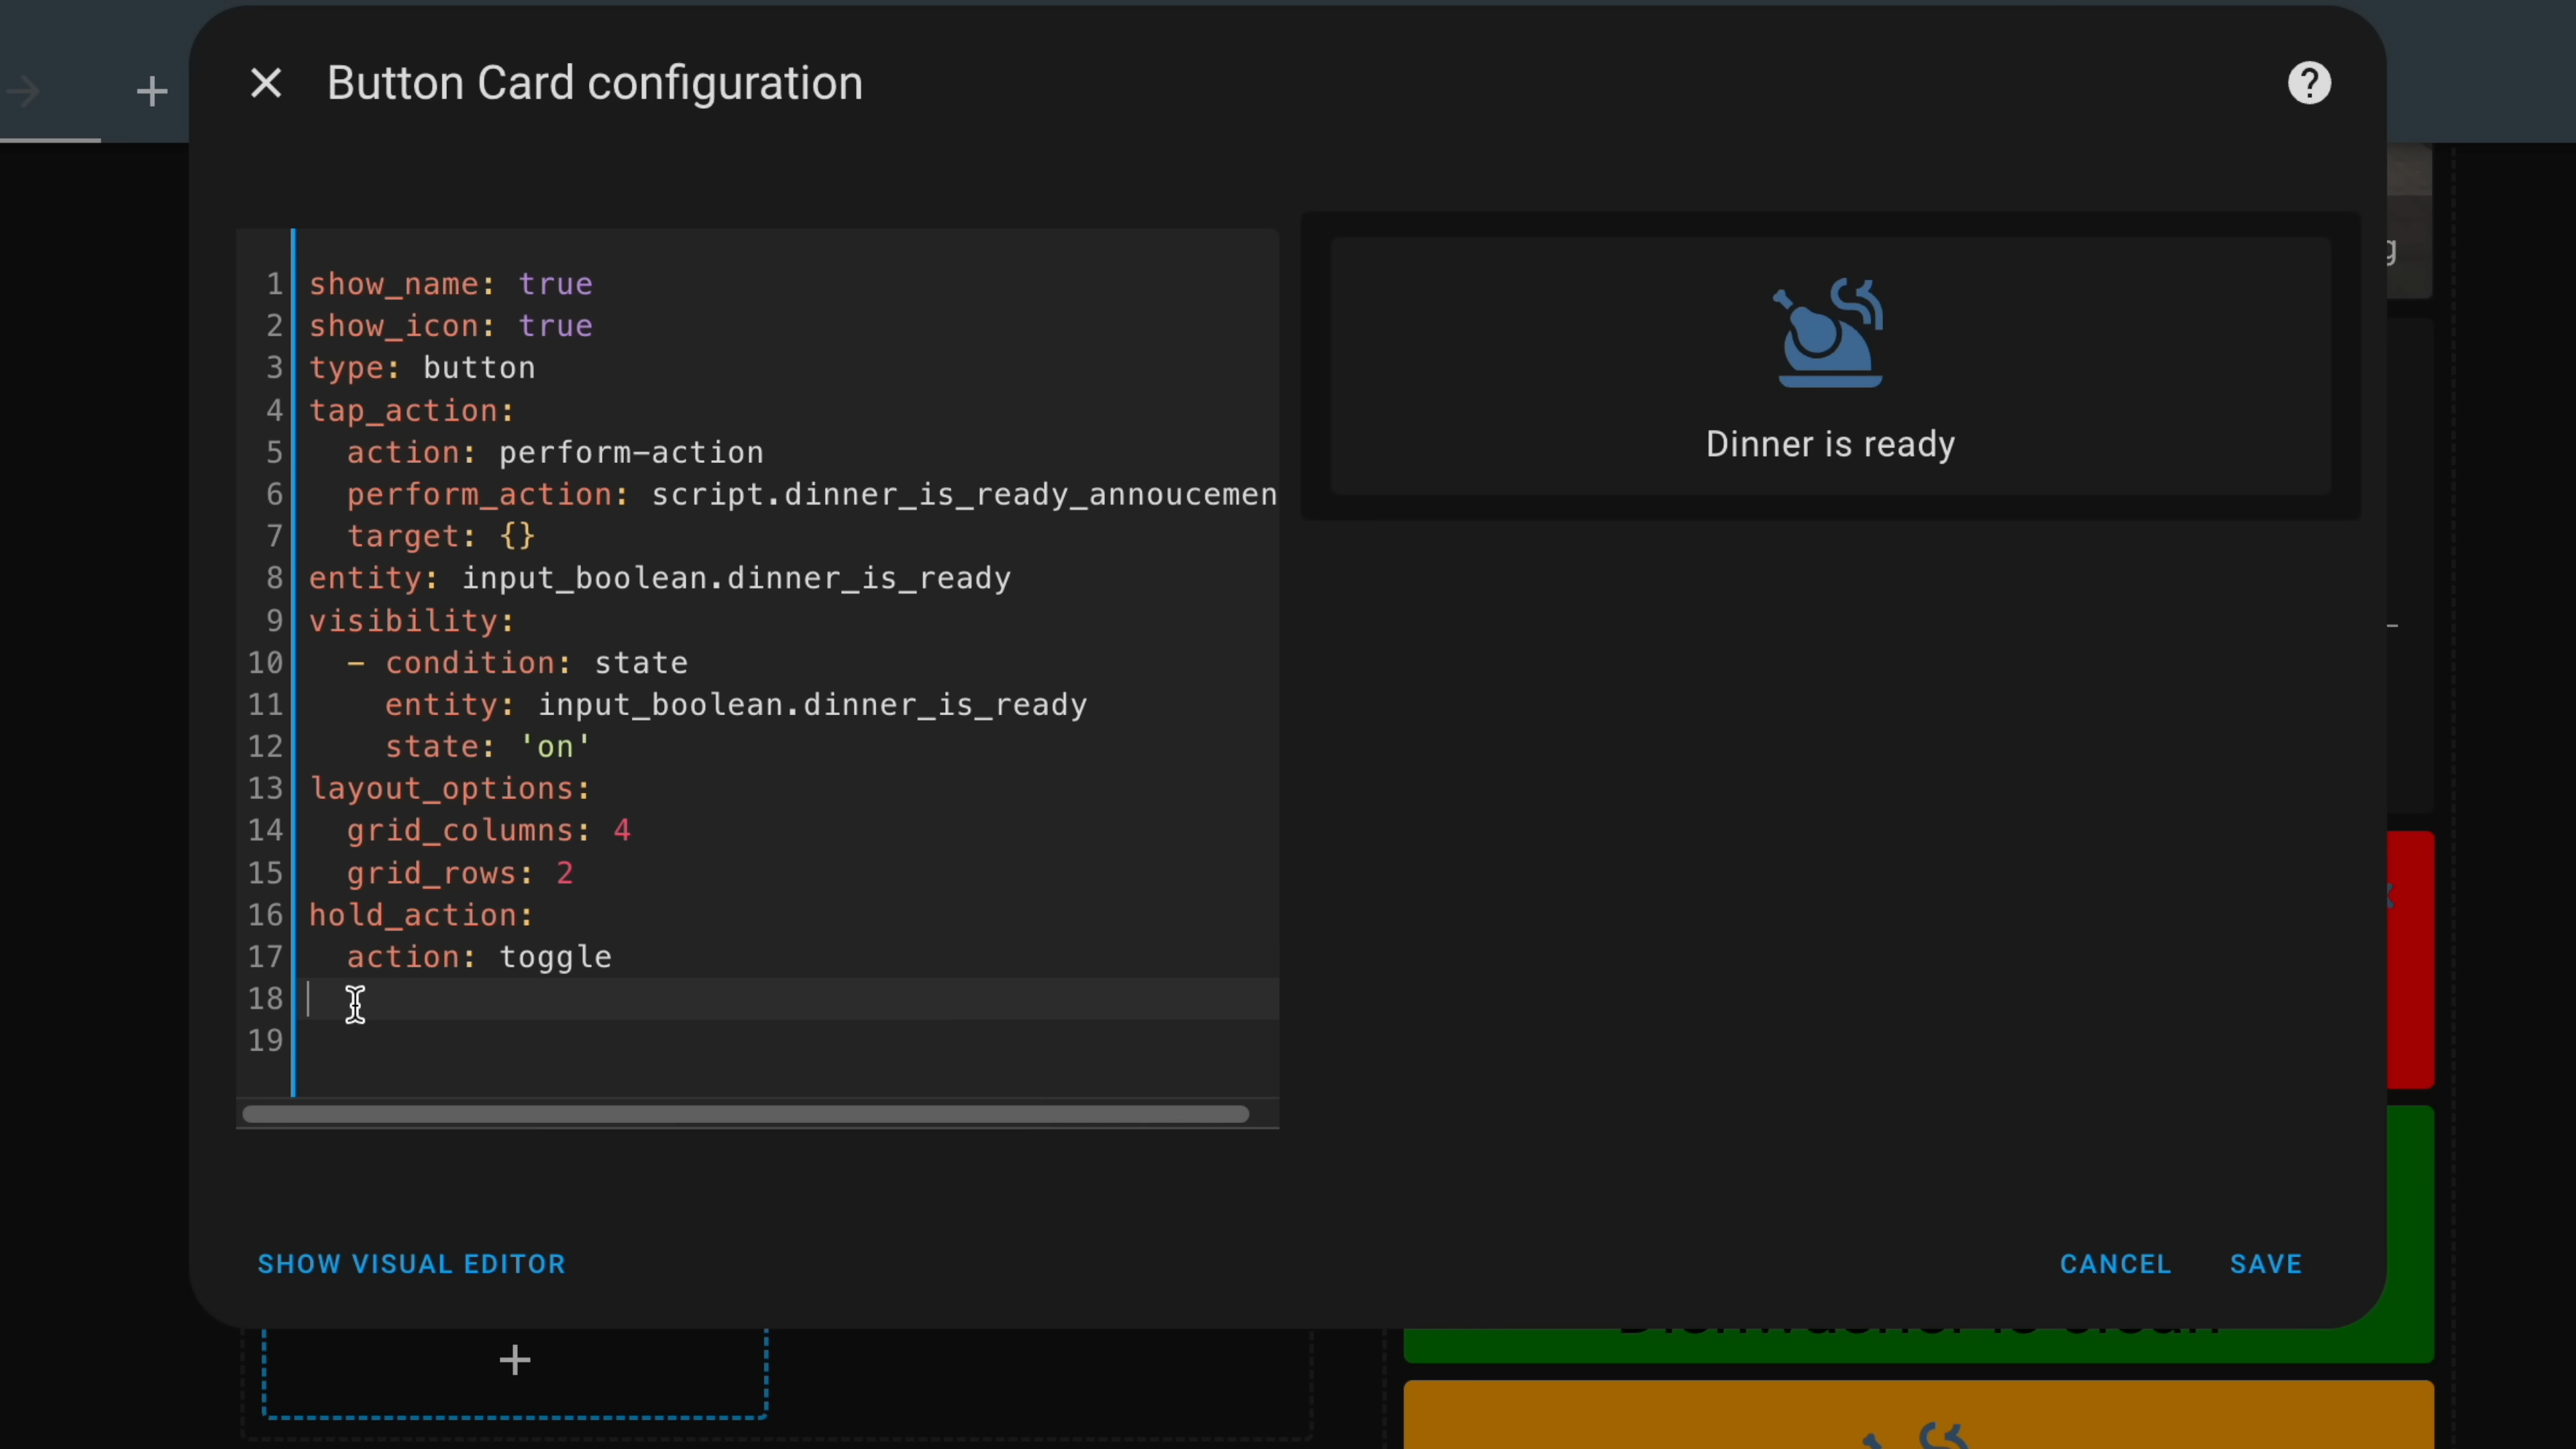 Button Card configuration
?
1 show_name: true
2 show_icon: true
3 type: button
4 tap_action:
5 action: perform-action
6 perform_action: script.dinner_is_ready_annoucemen
7 target: {}
8 entity: input_boolean.dinner_is_ready
9 visibility:
10 - condition: state
11 entity: input_boolean.dinner_is_ready
12 state: 'on'
13 layout_options:
14 grid_columns: 4
15 grid_rows: 2
16 hold_action:
17 action: toggle
18
19
Dinner is ready
g
SHOW VISUAL EDITOR
CANCEL
SAVE